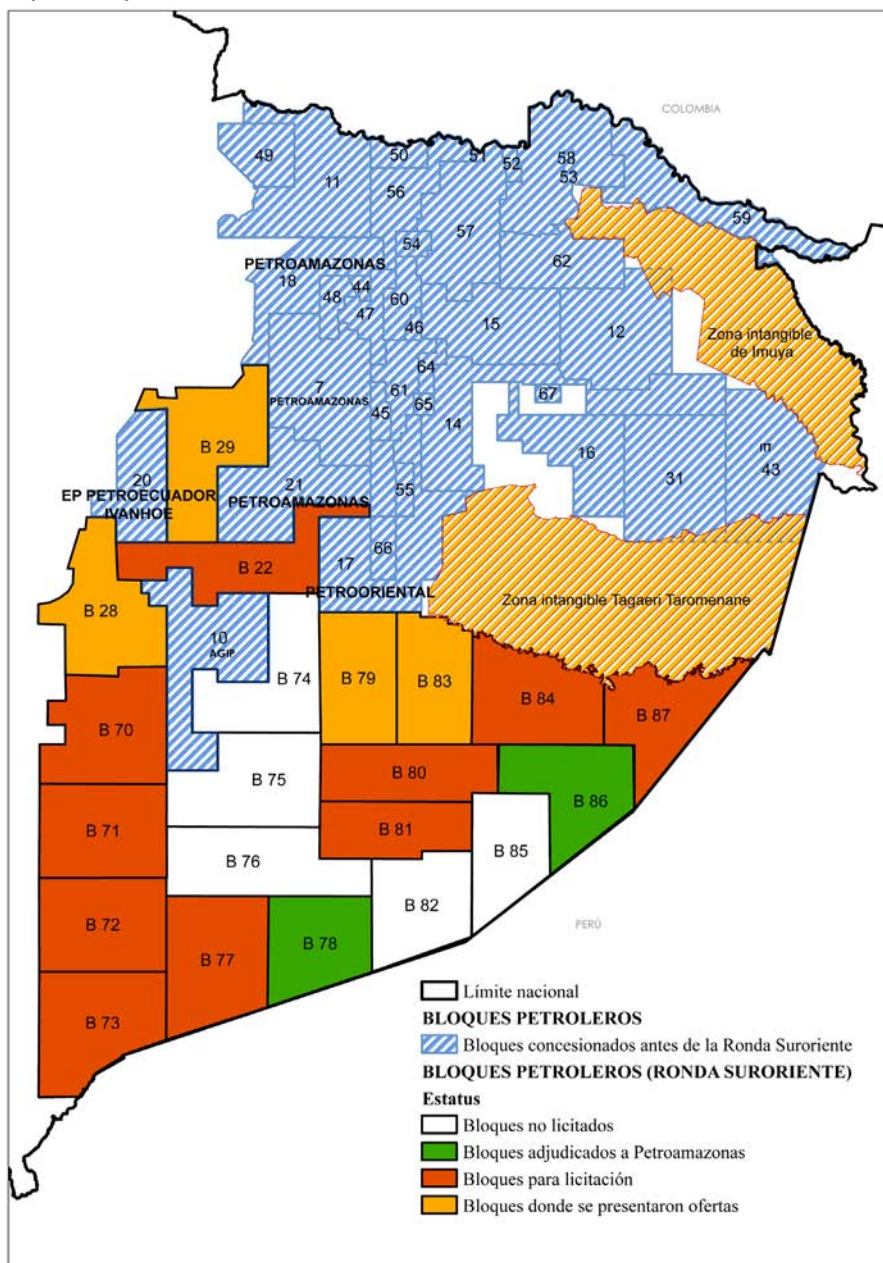 COLOMBIA
49
11
50
51
52
58
53
56
59
57
54
62
PETROAMAZONAS
18
44
48
60
47
46
15
12
Zona intangible
de Imuya
64
7
PETROAMAZONAS
61
67
45
65
14
B 29
ITT
43
16
31
20
21
EP PETROECUADOR
IVANHOE
PETROAMAZONAS
55
17
66
B 22
PETROORIENTAL
Zona intangible Tagaeri Taromenane
B 28
10
AGIP
B 74
B 79
B 83
B 84
B 87
B 70
B 75
B 80
B 86
B 71
B 81
B 85
B 76
B 82
B 72
B 77
B 78
PERÚ
B 73
Límite nacional
BLOQUES PETROLEROS
Bloques concesionados antes de la Ronda Suroriente
BLOQUES PETROLEROS (RONDA SURORIENTE)
Estatus
Bloques no licitados
Bloques adjudicados a Petroamazonas
Bloques para licitación
Bloques donde se presentaron ofertas